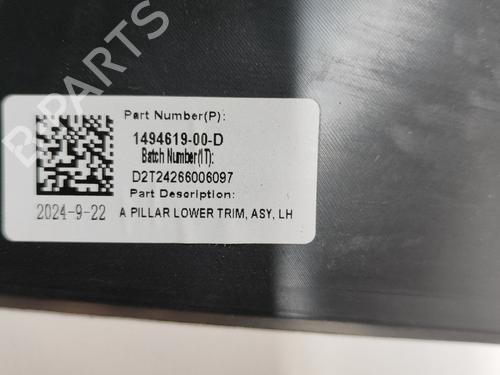 Part Number(P):
1494619-00-D
Batch Number(1T):
D2T24266006097
Part Description:
2024-9-22 A PILLAR LOWER TRIM, ASY, LH
B-PARTS